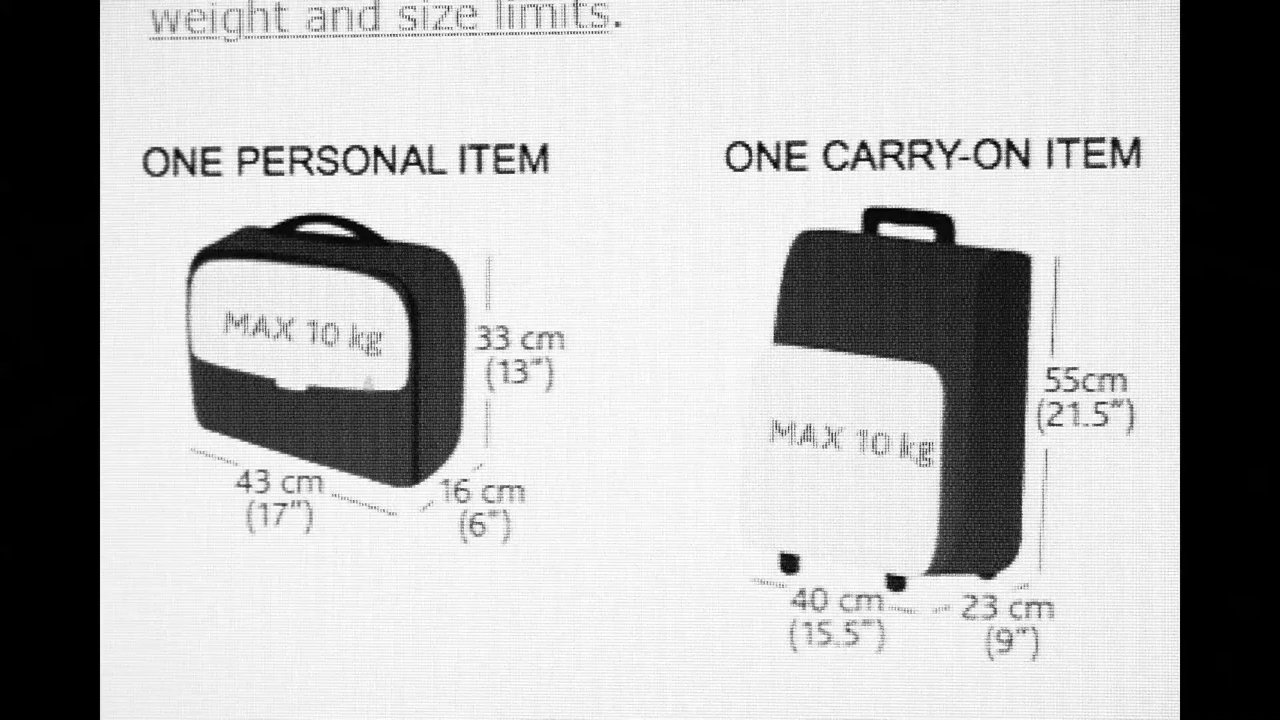 weight and size limits.
ONE PERSONAL ITEM
MAX 10 kg
33 cm
(13")
43 cm
(17")
16 cm
(6")
ONE CARRY-ON ITEM
MAX 10 kg
55cm
(21.5")
40 cm
(15.5")
23 cm
(9")